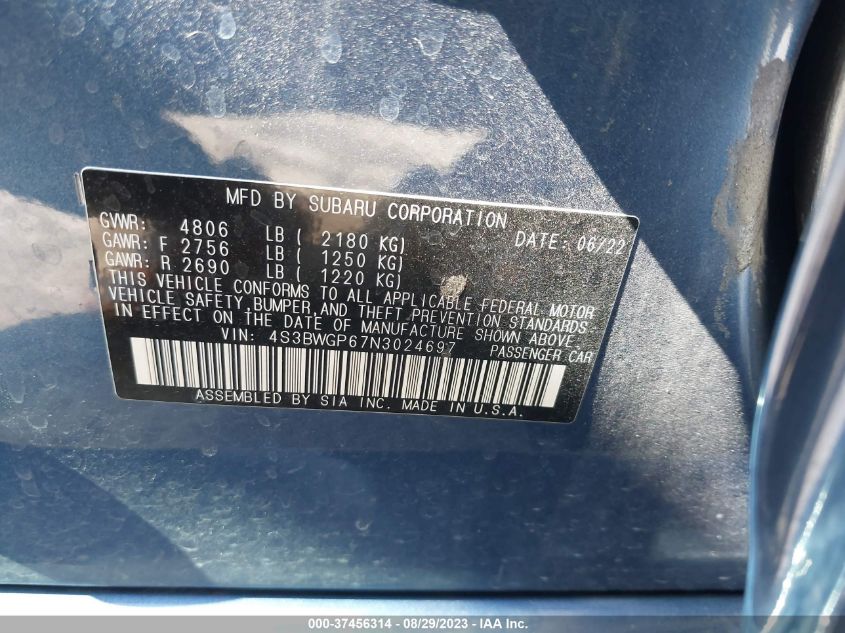 MFD BY SUBARU CORPORATION
GVWR: 4806 LB ( 2180 KG) DATE: 06/22
GAWR: F 2756 LB ( 1250 KG)
GAWR: R 2690 LB ( 1220 KG)
THIS VEHICLE CONFORMS TO ALL APPLICABLE FEDERAL MOTOR
VEHICLE SAFETY, BUMPER, AND THEFT PREVENTION STANDARDS
IN EFFECT ON THE DATE OF MANUFACTURE SHOWN ABOVE.
VIN: 4S3BWGP67N3024697 PASSENGER CAR
ASSEMBLED BY SIA INC. MADE IN U.S.A.
000-37456314 - 08/29/2023 - IAA Inc.